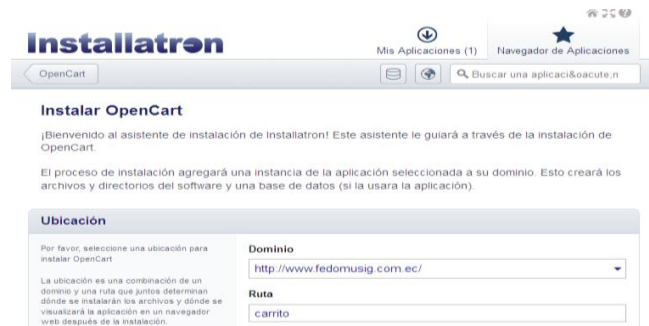 Installatron
Mis Aplicaciones (1)
Navegador de Aplicaciones
OpenCart
Buscar una aplicaci&oacute;n
Instalar OpenCart
¡Bienvenido al asistente de instalación de Installatron! Este asistente le guiará a través de la instalación de
OpenCart.
El proceso de instalación agregará una instancia de la aplicación seleccionada a su dominio. Esto creará los
archivos y directorios del software y una base de datos (si la usara la aplicación).
Ubicación
Por favor, seleccione una ubicación para
instalar OpenCart
La ubicación es una combinación de un
dominio y una ruta que juntos determinan
dónde se instalarán los archivos y dónde se
visualizará la aplicación en un navegador
web después de la instalación.
Dominio
http://www.fedomusig.com.ec/
Ruta
carrito